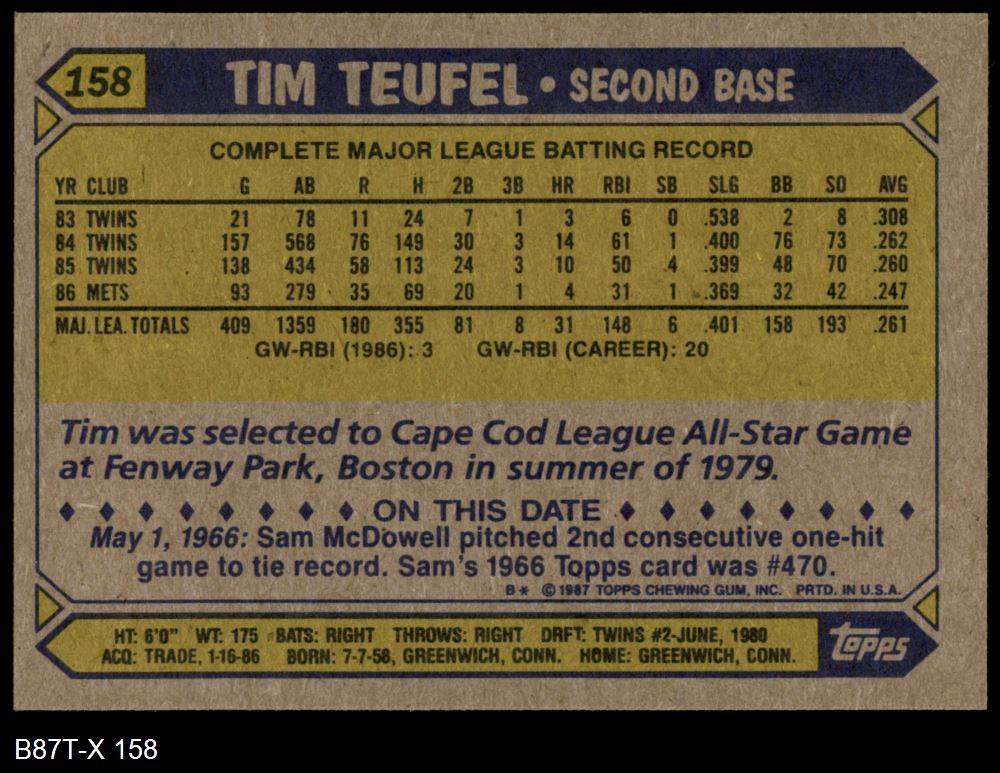 158 TIM TEUFEL • SECOND BASE
COMPLETE MAJOR LEAGUE BATTING RECORD
YR CLUB G AB R H 2B 3B HR RBI SB SLG BB SO AVG
83 TWINS 21 78 11 24 7 1 3 6 0 .538 2 8 .308
84 TWINS 157 568 76 149 30 3 14 61 1 .400 76 73 .262
85 TWINS 138 434 58 113 24 3 10 50 4 .399 48 70 .260
86 METS 93 279 35 69 20 1 4 31 1 .369 32 42 .247
MAJ. LEA. TOTALS 409 1359 180 355 81 8 31 148 6 .401 158 193 .261
GW-RBI (1986): 3 GW-RBI (CAREER): 20
Tim was selected to Cape Cod League All-Star Game
at Fenway Park, Boston in summer of 1979.
ON THIS DATE
May 1, 1966: Sam McDowell pitched 2nd consecutive one-hit
game to tie record. Sam's 1966 Topps card was #470.
B* © 1987 TOPPS CHEWING GUM, INC. PRTD. IN U.S.A.
HT: 6'0" WT: 175 BATS: RIGHT THROWS: RIGHT DRFT: TWINS #2-JUNE, 1980
ACQ: TRADE, 1-16-86 BORN: 7-7-58, GREENWICH, CONN. HOME: GREENWICH, CONN.
Topps
B87T-X 158